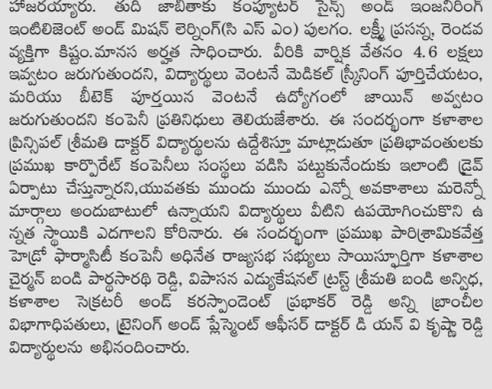 హాజరయ్యారు. తుది జాబితాకు కంప్యూటర్ సైన్స్ అండ్ ఇంజనీరింగ్
ఇంటిలిజెంట్ అండ్ మిషన్ లెర్నింగ్(సి ఎస్ ఎం) పులగం. లక్ష్మీ ప్రసన్న, రెండవ
వ్యక్తిగా కిష్టం.మానస అర్హత సాధించారు. వీరికి వార్షిక వేతనం 4.6 లక్షలు
ఇవ్వటం జరుగుతుందని, విద్యార్థులు వెంటనే మెడికల్ స్క్రీనింగ్ పూర్తిచేయటం,
మరియు బీటెక్ పూర్తయిన వెంటనే ఉద్యోగంలో జాయిన్ అవ్వటం
జరుగుతుందని కంపెనీ ప్రతినిధులు తెలియజేశారు. ఈ సందర్భంగా కళాశాల
ప్రిన్సిపల్ శ్రీమతి డాక్టర్ విద్యార్థులను ఉద్దేశిస్తూ మాట్లాడుతూ ప్రతిభావంతులకు
ప్రముఖ కార్పొరేట్ కంపెనీలు సంస్థలు వడిసి పట్టుకునేందుకు ఇలాంటి డ్రైవ్
ఏర్పాటు చేస్తున్నారని,యువతకు ముందు ముందు ఎన్నో అవకాశాలు మరెన్నో
మార్గాలు అందుబాటులో ఉన్నాయని విద్యార్థులు వీటిని ఉపయోగించుకొని ఉ
న్నత స్థాయికి ఎదగాలని కోరినారు. ఈ సందర్భంగా ప్రముఖ పారిశ్రామికవేత్త
హెడ్రో ఫార్మాసిటీ కంపెనీ అధినేత రాజ్యసభ సభ్యులు సాయిస్ఫూర్తిగా కళాశాల
చైర్మన్ బండి పార్థసారథి రెడ్డి, విపాసన ఎడ్యుకేషనల్ ట్రస్ట్ శ్రీమతి బండి అన్విధ,
కళాశాల సెక్రటరీ అండ్ కరస్పాండెంట్ ప్రభాకర్ రెడ్డి అన్ని బ్రాంచీల
విభాగాధిపతులు, ట్రైనింగ్ అండ్ ప్లేస్మెంట్ ఆఫీసర్ డాక్టర్ డి యన్ వి కృష్ణా రెడ్డి
విద్యార్థులను అభినందించారు.